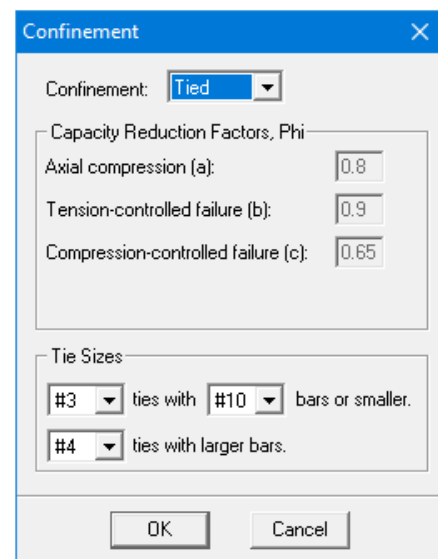 Confinement
Confinement: Tied
Capacity Reduction Factors, Phi
Axial compression (a): 0.8
Tension-controlled failure (b): 0.9
Compression-controlled failure (c): 0.65
Tie Sizes
#3 ties with #10 bars or smaller.
#4 ties with larger bars.
OK Cancel